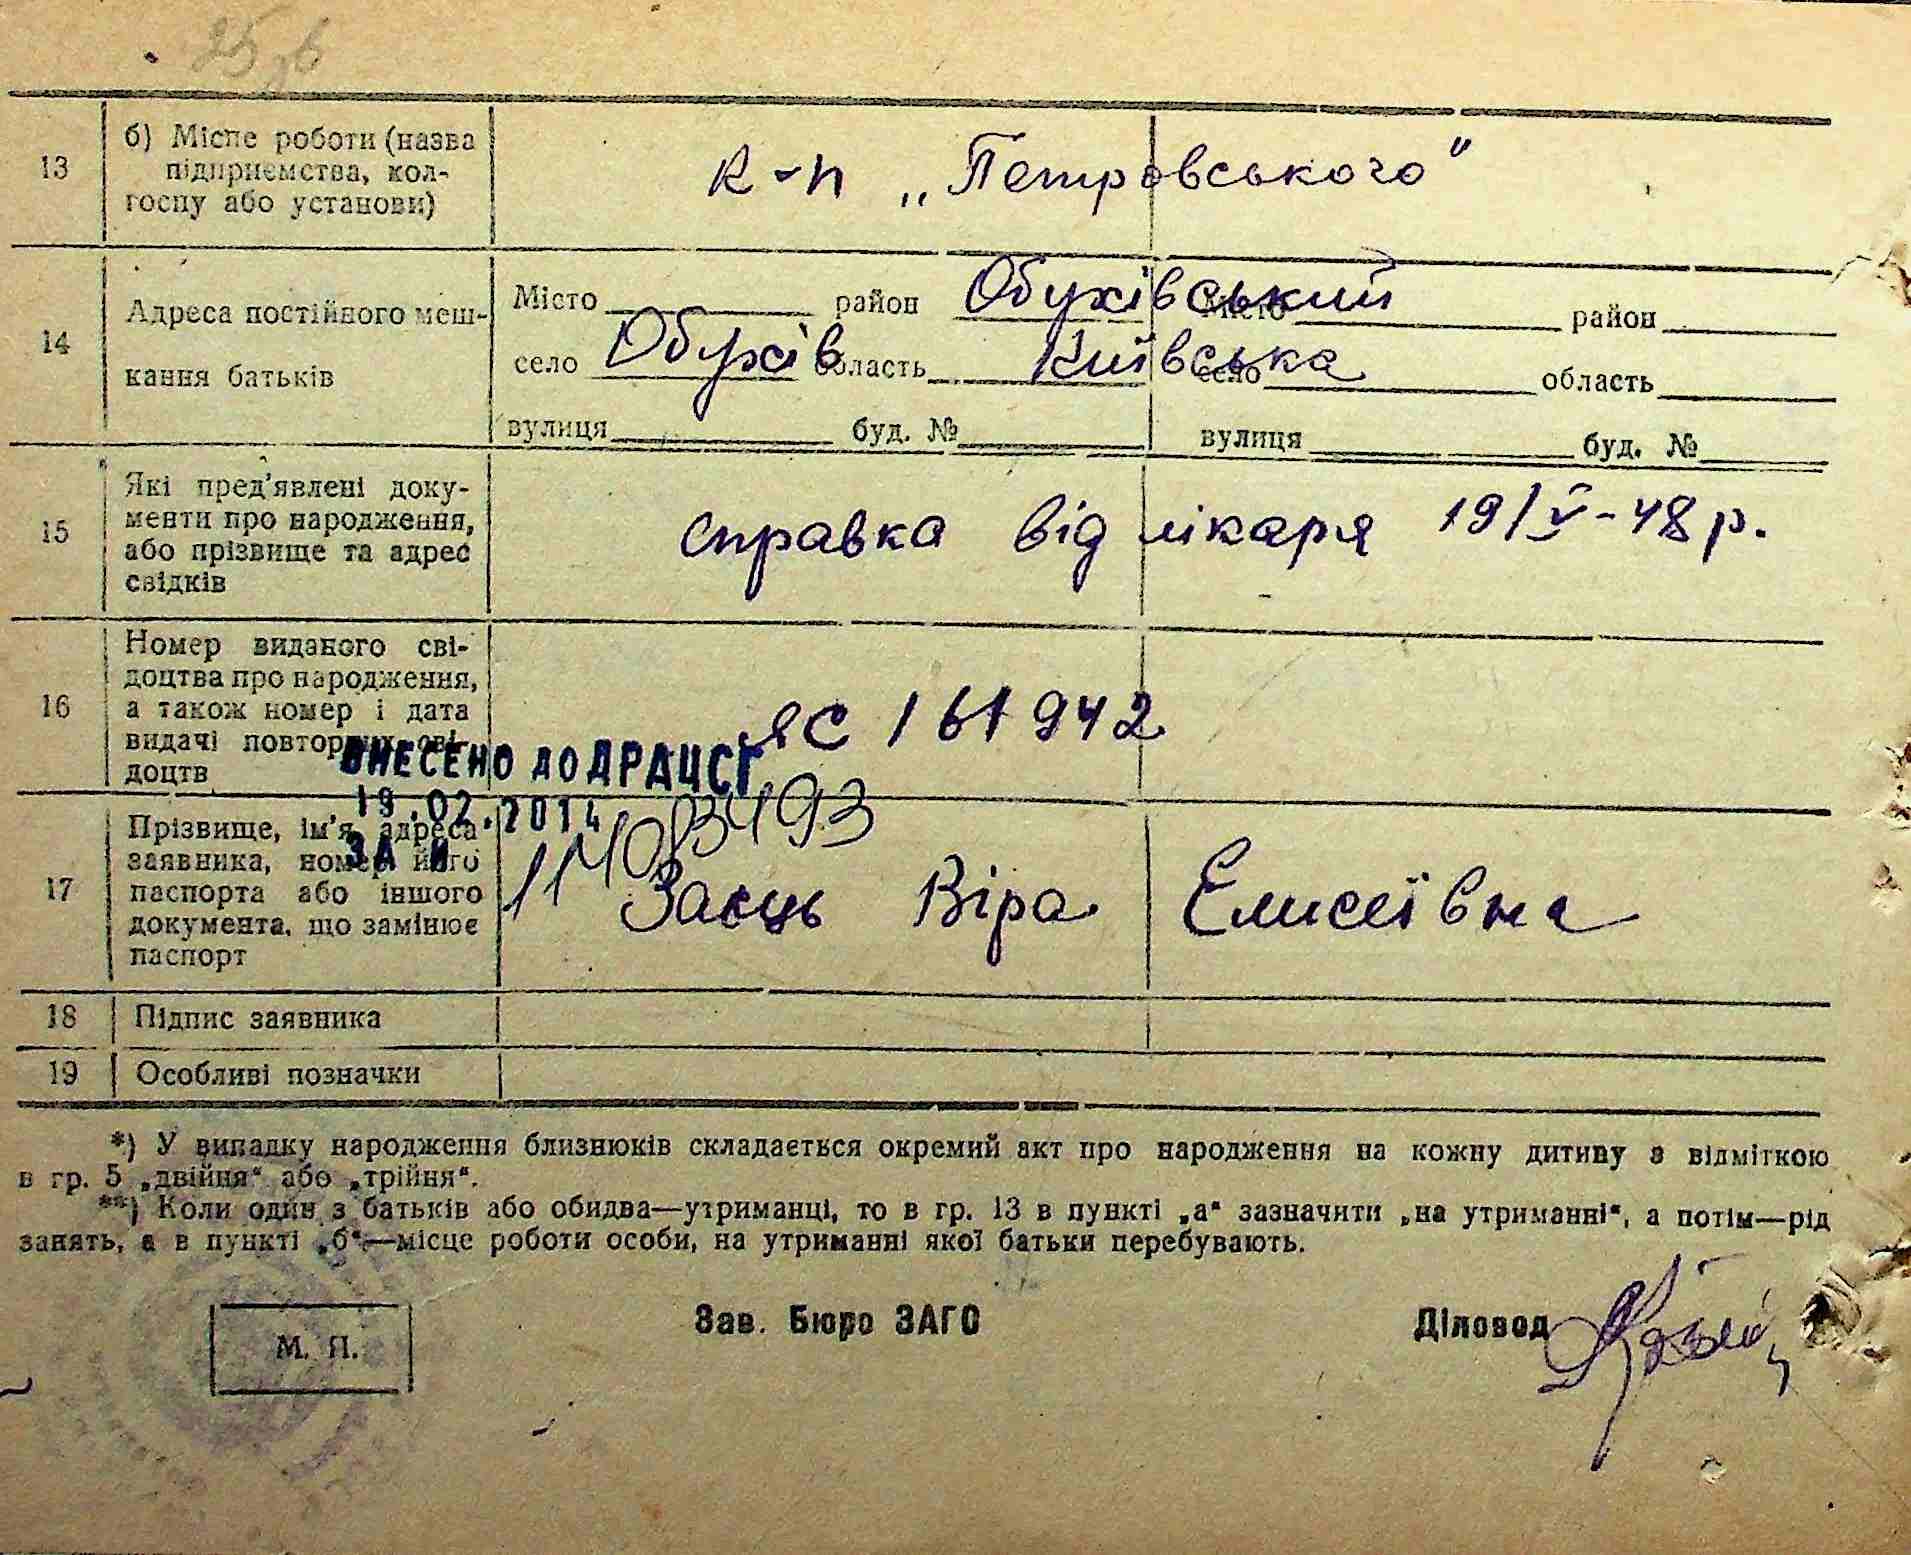 25 зв
13
б) Місце роботи (назва
підприємства, кол-
госпу або установи)
к-п „Петровського"
14
Адреса постійного меш-
кання батьків
Місто район Обухівський Місто район
село Обухів область Київська село область
вулиця буд. № вулиця буд. №
15
Які пред'явлені доку-
менти про народження,
або прізвище та адрес
свідків
справка від лікаря 19/V-48 р.
16
Номер виданого сві-
доцтва про народження,
а також номер і дата
видачі повторних сві-
доцтв
ЯС 161942
ВНЕСЕНО ДО ДРАЦСГ
19.02.2014
ЗА №
11403493
17
Прізвище, ім'я, адреса
заявника, номер його
паспорта або іншого
документа, що замінює
паспорт
Заєць Віра Елисеївна
18 Підпис заявника
19 Особливі позначки
*) У випадку народження близнюків складається окремий акт про народження на кожну дитину з відміткою
в гр. 5 „двійня“ або „трійня“.
**) Коли один з батьків або обидва—утриманці, то в гр. 13 в пункті „а“ зазначити „на утриманні“, а потім—рід
занять, а в пункті „б“—місце роботи особи, на утриманні якої батьки перебувають.
М. П.
Зав. Бюро ЗАГС
Діловод